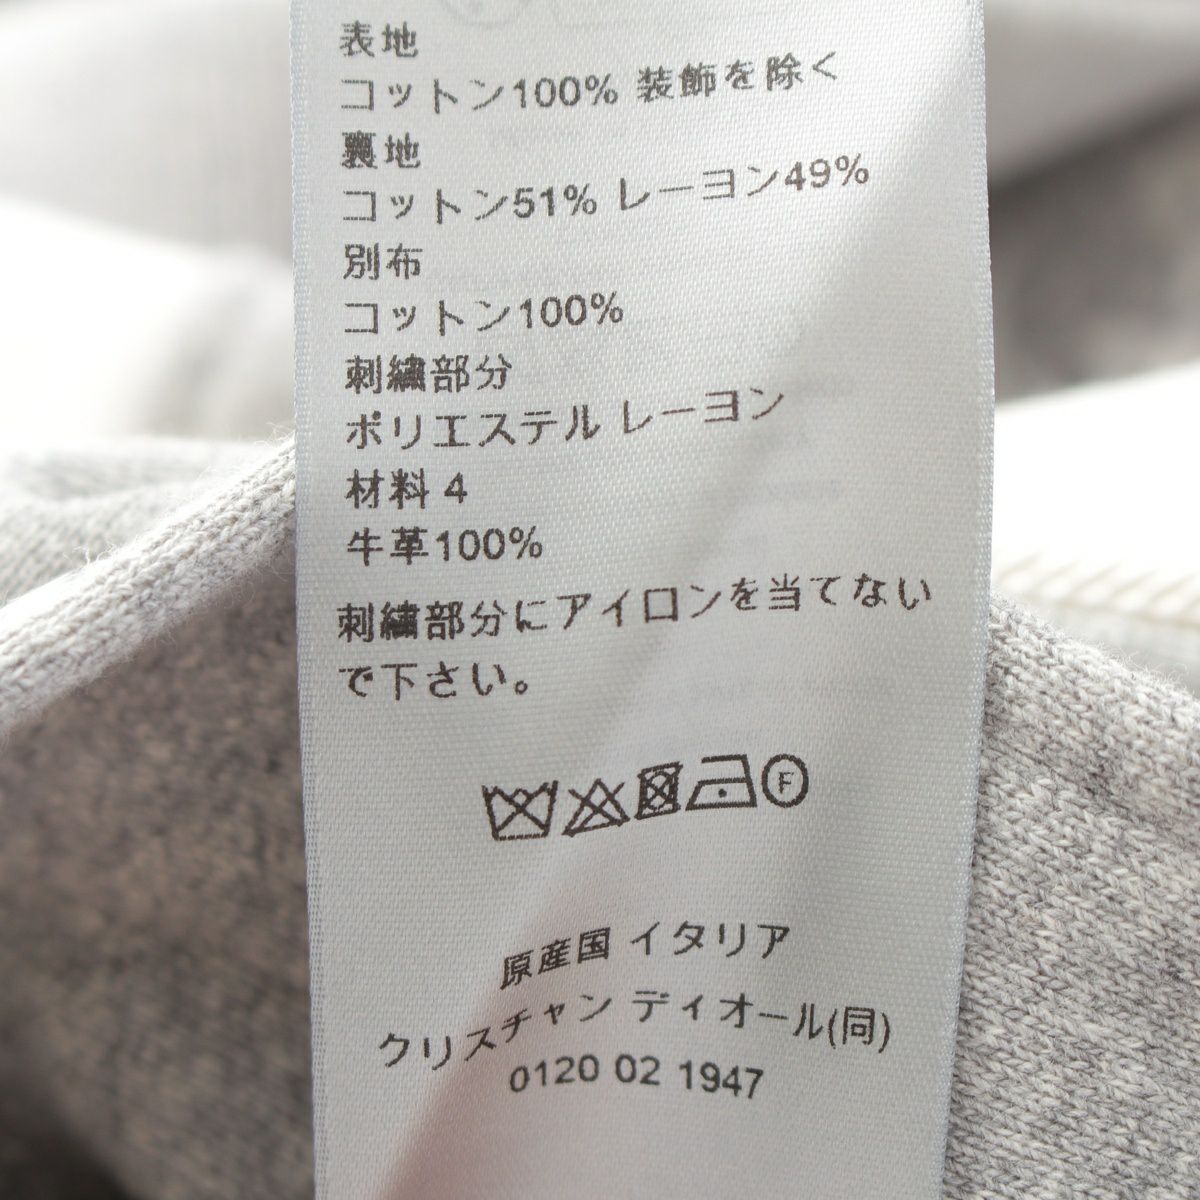 表地
コットン100% 装飾を除く
裏地
コットン51% レーヨン49%
別布
コットン100%
刺繍部分
ポリエステル レーヨン
材料 4
牛革100%
刺繍部分にアイロンを当てない
で下さい。
F
原産国 イタリア
クリスチャン ディオール(同)
0120 02 1947